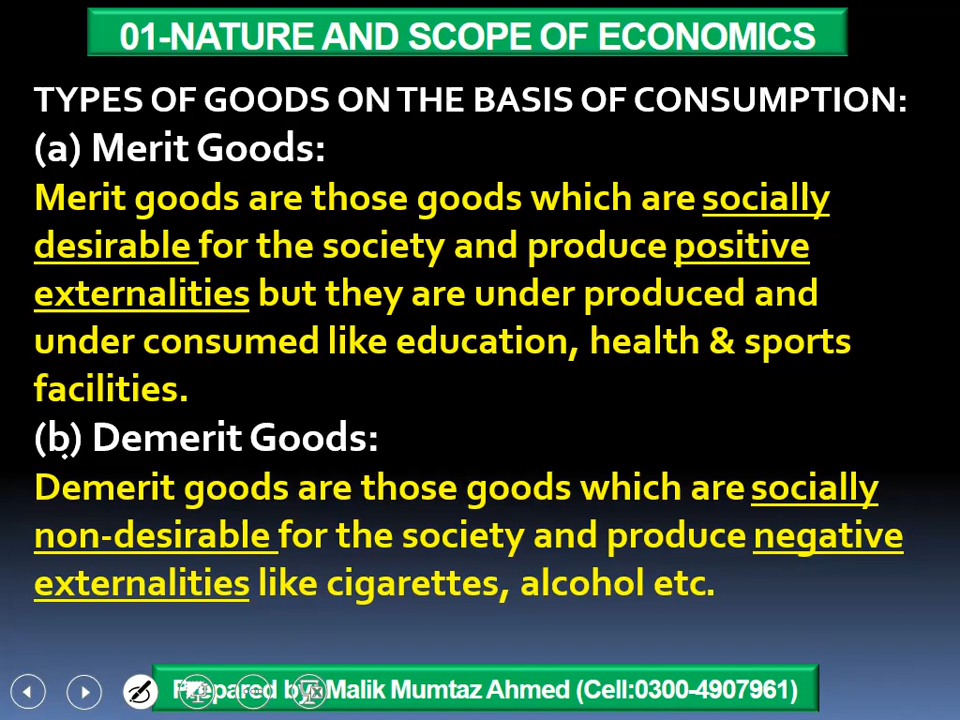 01-NATURE AND SCOPE OF ECONOMICS
TYPES OF GOODS ON THE BASIS OF CONSUMPTION:
(a) Merit Goods:
Merit goods are those goods which are socially
desirable for the society and produce positive
externalities but they are under produced and
under consumed like education, health & sports
facilities.
(b) Demerit Goods:
Demerit goods are those goods which are socially
non-desirable for the society and produce negative
externalities like cigarettes, alcohol etc.
Prepared by: Malik Mumtaz Ahmed (Cell:0300-4907961)